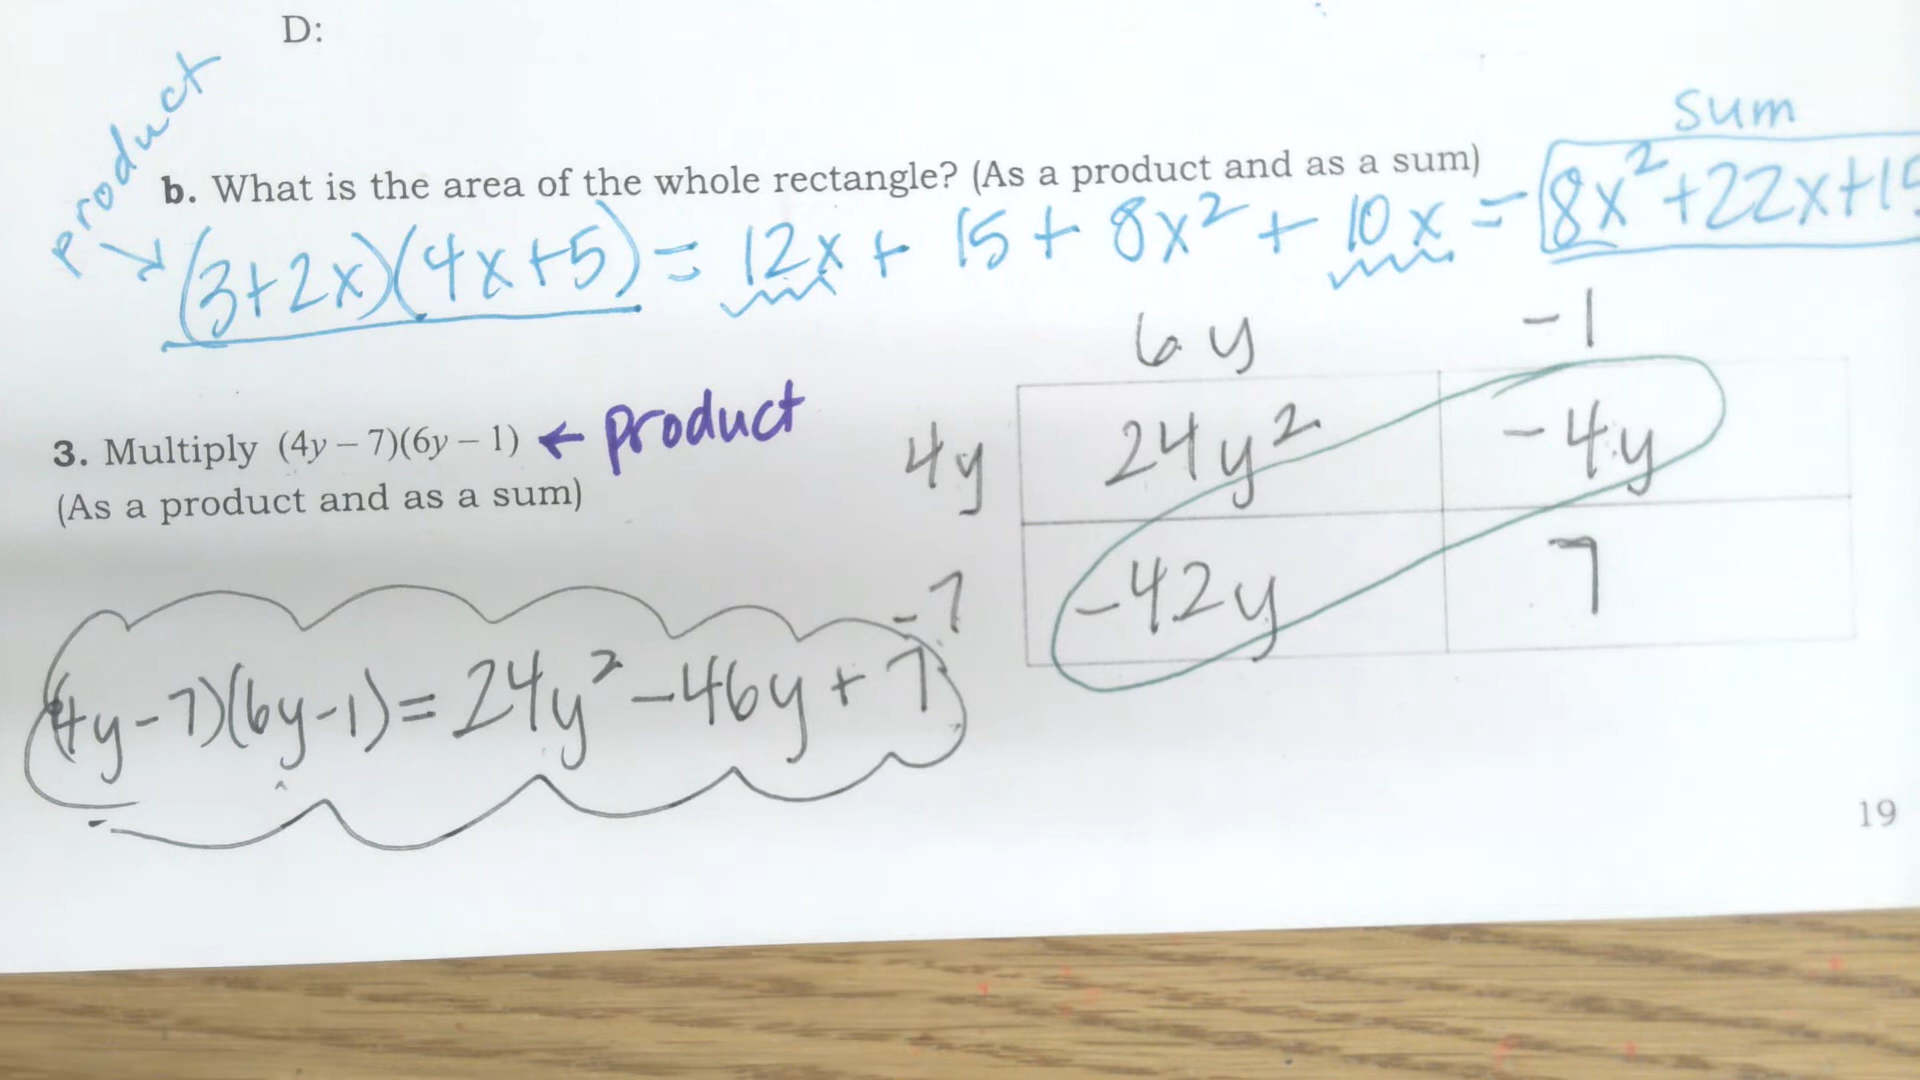 D:
product
sum
b. What is the area of the whole rectangle? (As a product and as a sum)
(3+2x)(4x+5) = 12x + 15 + 8x² + 10x = 8x²+22x+15
6y -1
3. Multiply (4y – 7)(6y – 1) ← product
(As a product and as a sum)
4y 24y² -4y
-7 -42y 7
(4y-7)(6y-1) = 24y² -46y + 7
19